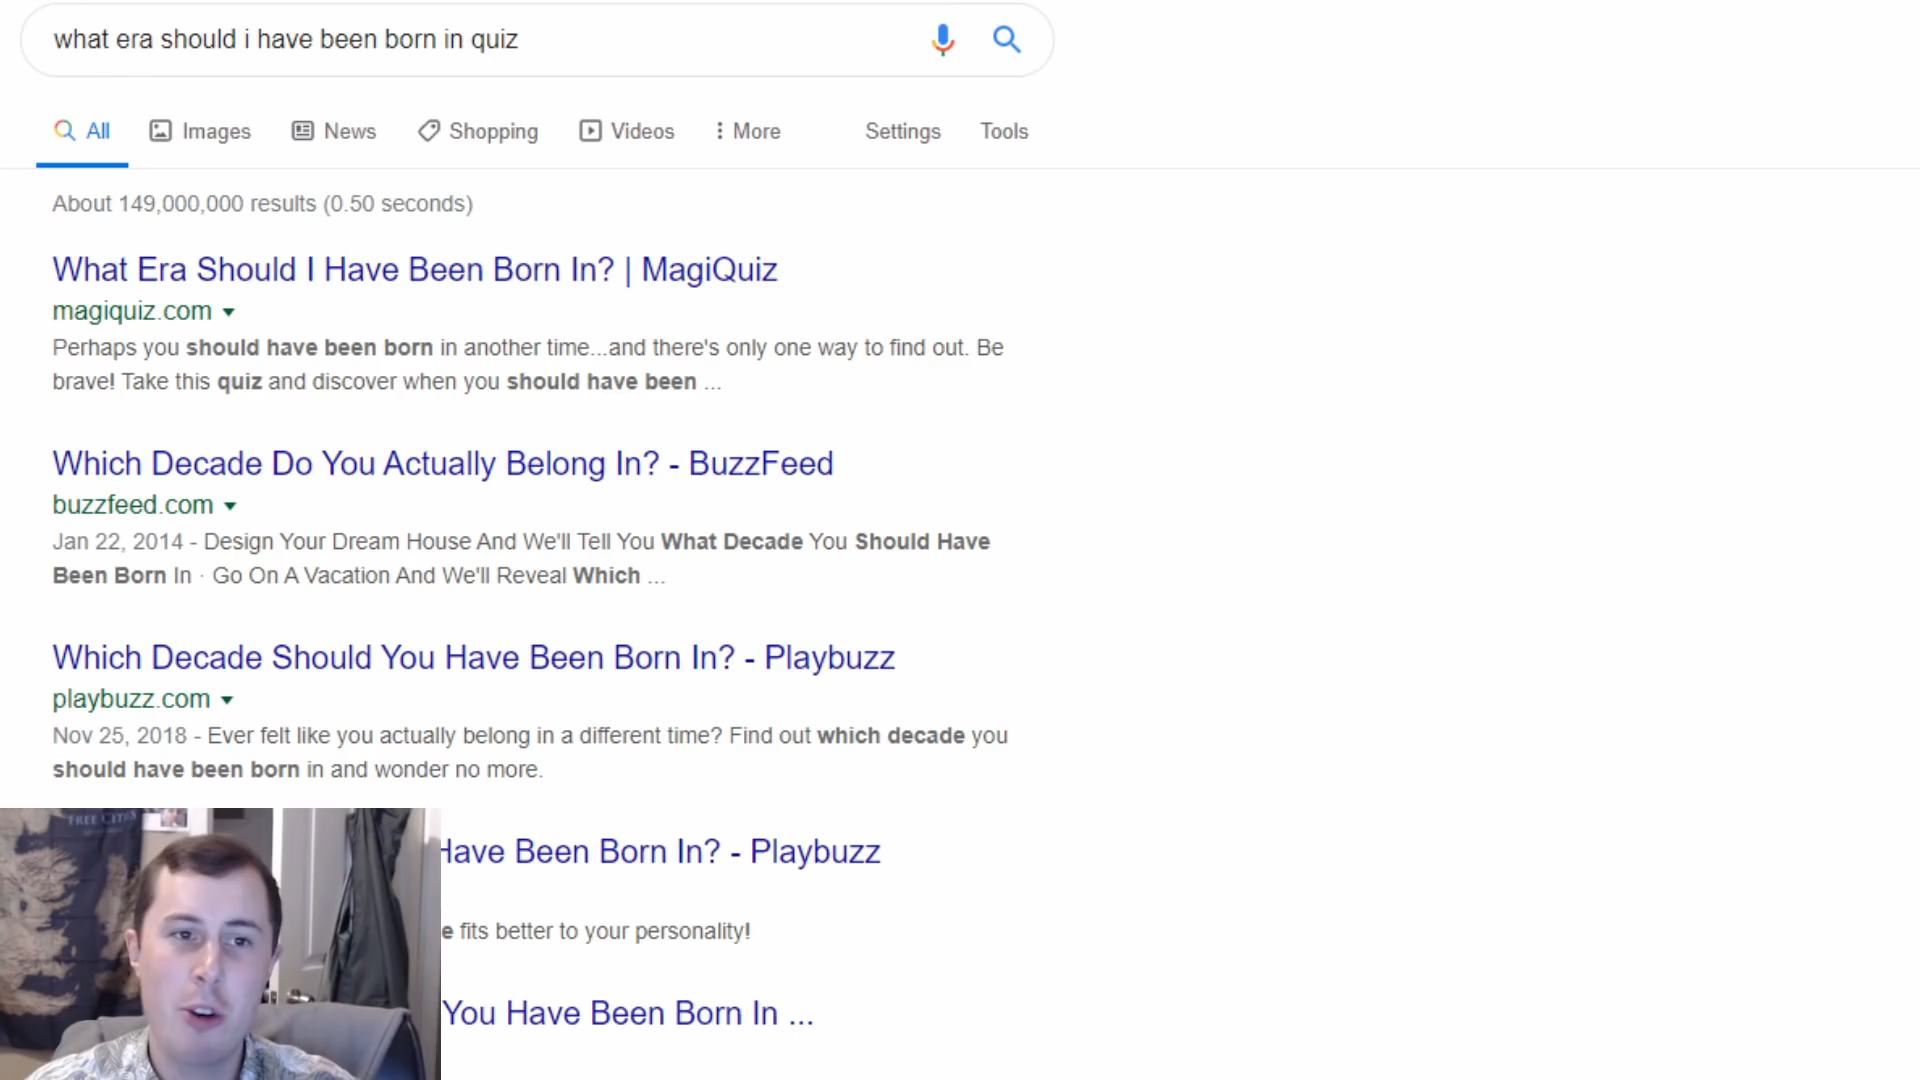 what era should i have been born in quiz
All Images News Shopping Videos More Settings Tools
About 149,000,000 results (0.50 seconds)
What Era Should I Have Been Born In? | MagiQuiz
magiquiz.com
Perhaps you should have been born in another time...and there's only one way to find out. Be
brave! Take this quiz and discover when you should have been ...
Which Decade Do You Actually Belong In? - BuzzFeed
buzzfeed.com
Jan 22, 2014 - Design Your Dream House And We'll Tell You What Decade You Should Have
Been Born In · Go On A Vacation And We'll Reveal Which ...
Which Decade Should You Have Been Born In? - Playbuzz
playbuzz.com
Nov 25, 2018 - Ever felt like you actually belong in a different time? Find out which decade you
should have been born in and wonder no more.
FREE CITIES
Have Been Born In? - Playbuzz
e fits better to your personality!
You Have Been Born In ...